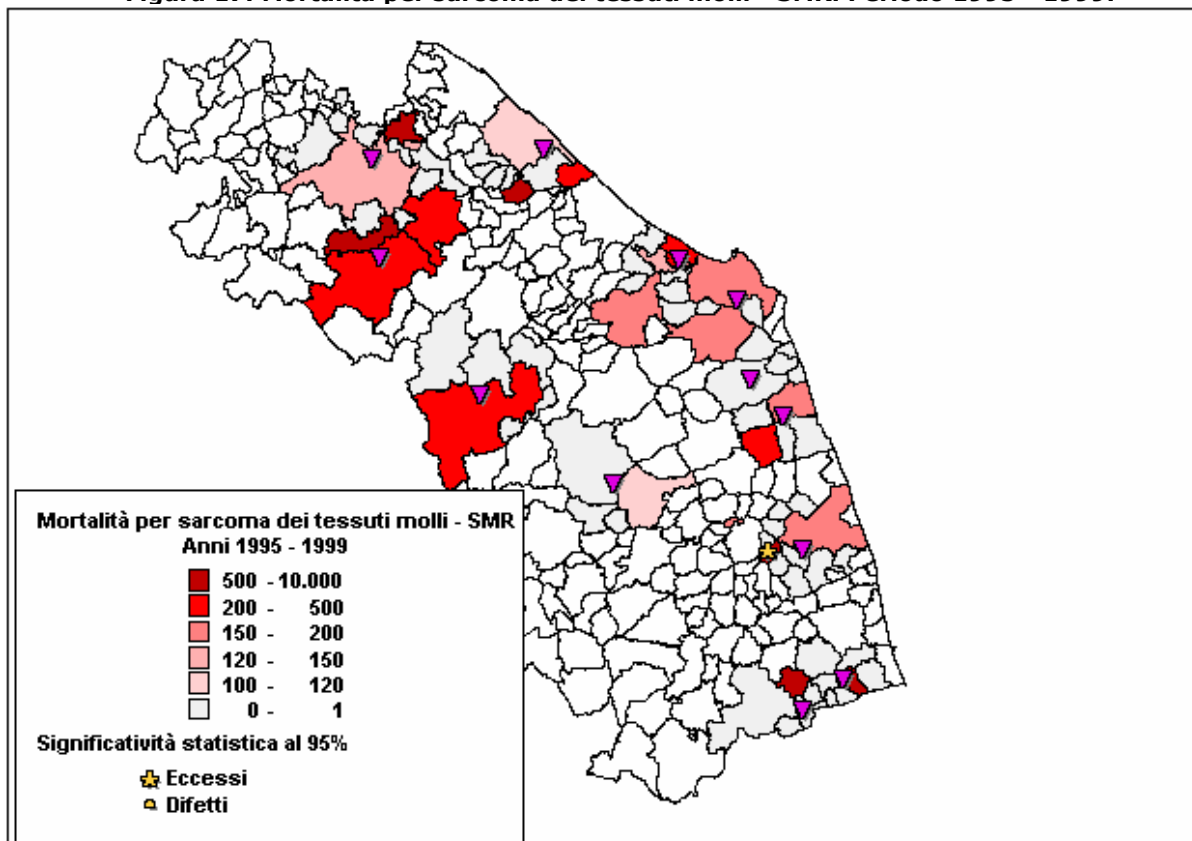 Mortalità per sarcoma dei tessuti molli - SMR
Anni 1995 - 1999
500 - 10.000
200 - 500
150 - 200
120 - 150
100 - 120
0 - 1
Significatività statistica al 95%
Eccessi
Difetti